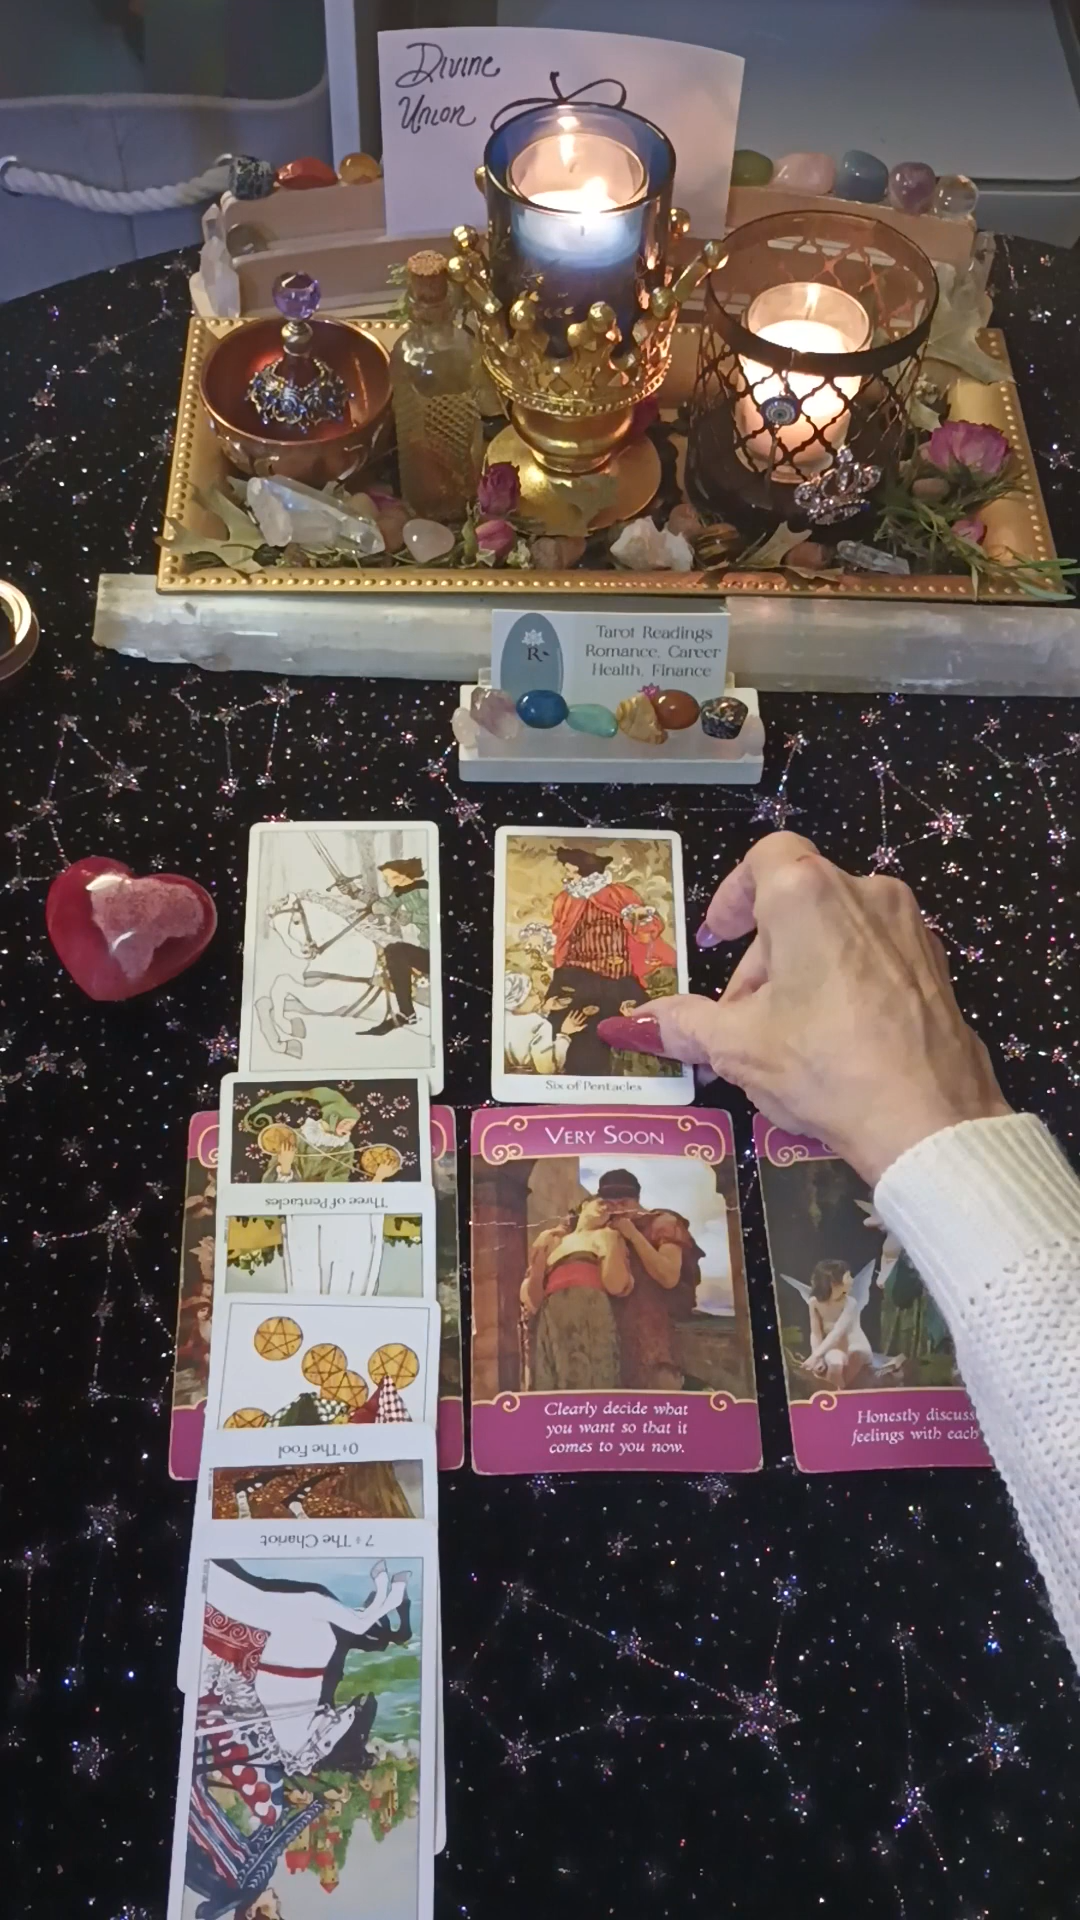 Divine
Union
R
Tarot Readings
Romance, Career
Health, Finance
Six of Pentacles
Three of Pentacles
VERY SOON
Clearly decide what
you want so that it
comes to you now.
Honestly discuss
feelings with each
0 The Fool
7 The Chariot